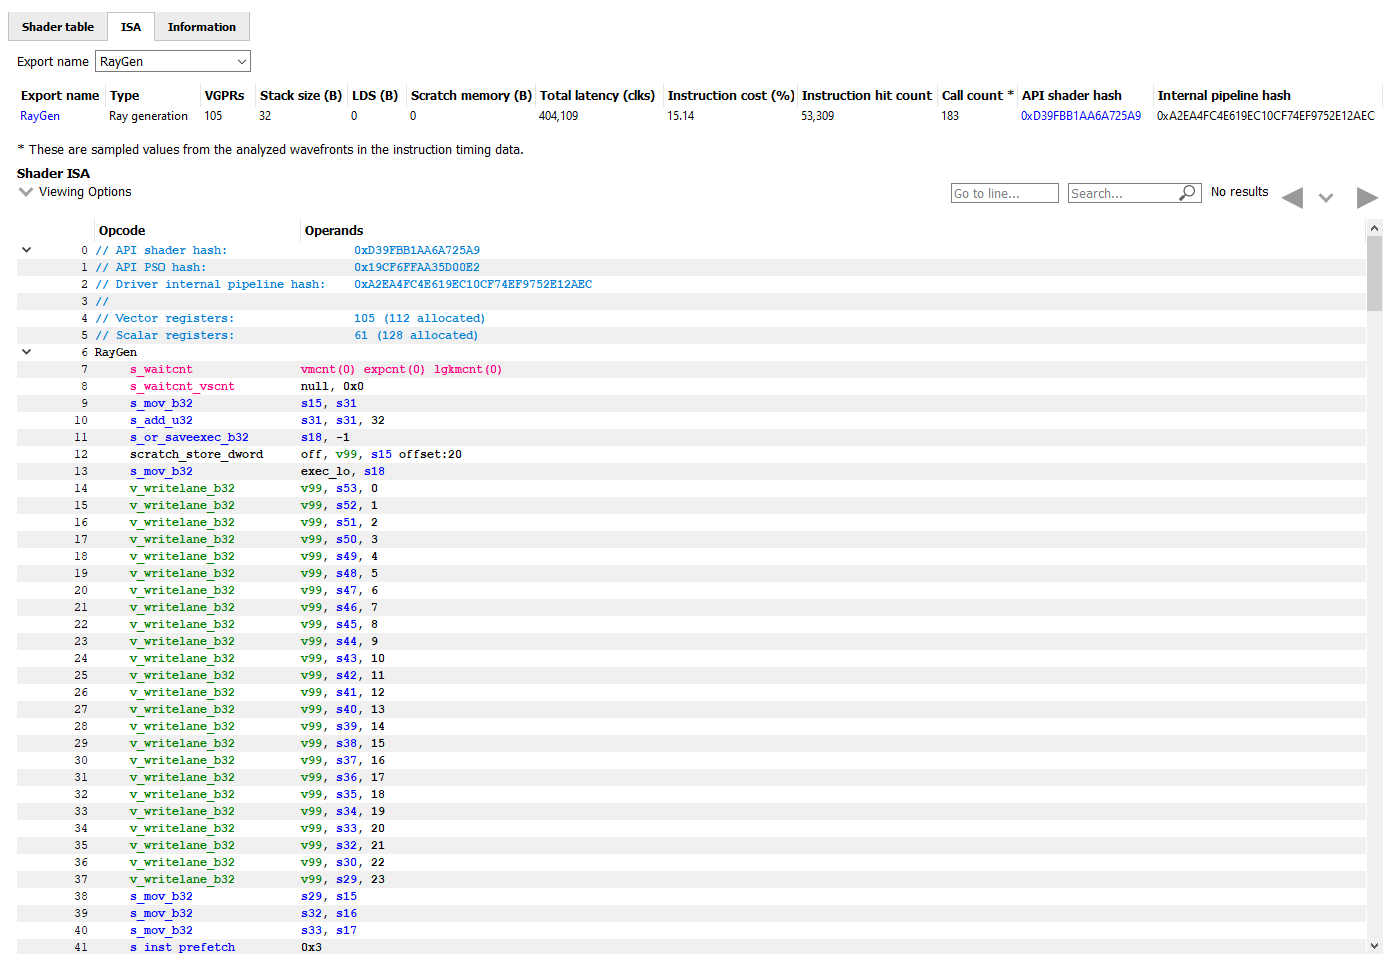 Shader table ISA Information
Export name RayGen
Export name Type VGPRs Stack size (B) LDS (B) Scratch memory (B) Total latency (clks) Instruction cost (%) Instruction hit count Call count * API shader hash Internal pipeline hash
RayGen Ray generation 105 32 0 0 404,109 15.14 53,309 183 0xD39FBB1AA6A725A9 0xA2EA4FC4E619EC10CF74EF9752E12AEC
* These are sampled values from the analyzed wavefronts in the instruction timing data.
Shader ISA
Viewing Options Go to line... Search... No results
Opcode Operands
0 // API shader hash: 0xD39FBB1AA6A725A9
1 // API PSO hash: 0x19CF6FFAA35D00E2
2 // Driver internal pipeline hash: 0xA2EA4FC4E619EC10CF74EF9752E12AEC
3 //
4 // Vector registers: 105 (112 allocated)
5 // Scalar registers: 61 (128 allocated)
6 RayGen
7 s_waitcnt vmcnt(0) expcnt(0) lgkmcnt(0)
8 s_waitcnt_vscnt null, 0x0
9 s_mov_b32 s15, s31
10 s_add_u32 s31, s31, 32
11 s_or_saveexec_b32 s18, -1
12 scratch_store_dword off, v99, s15 offset:20
13 s_mov_b32 exec_lo, s18
14 v_writelane_b32 v99, s53, 0
15 v_writelane_b32 v99, s52, 1
16 v_writelane_b32 v99, s51, 2
17 v_writelane_b32 v99, s50, 3
18 v_writelane_b32 v99, s49, 4
19 v_writelane_b32 v99, s48, 5
20 v_writelane_b32 v99, s47, 6
21 v_writelane_b32 v99, s46, 7
22 v_writelane_b32 v99, s45, 8
23 v_writelane_b32 v99, s44, 9
24 v_writelane_b32 v99, s43, 10
25 v_writelane_b32 v99, s42, 11
26 v_writelane_b32 v99, s41, 12
27 v_writelane_b32 v99, s40, 13
28 v_writelane_b32 v99, s39, 14
29 v_writelane_b32 v99, s38, 15
30 v_writelane_b32 v99, s37, 16
31 v_writelane_b32 v99, s36, 17
32 v_writelane_b32 v99, s35, 18
33 v_writelane_b32 v99, s34, 19
34 v_writelane_b32 v99, s33, 20
35 v_writelane_b32 v99, s32, 21
36 v_writelane_b32 v99, s30, 22
37 v_writelane_b32 v99, s29, 23
38 s_mov_b32 s29, s15
39 s_mov_b32 s32, s16
40 s_mov_b32 s33, s17
41 s_inst_prefetch 0x3